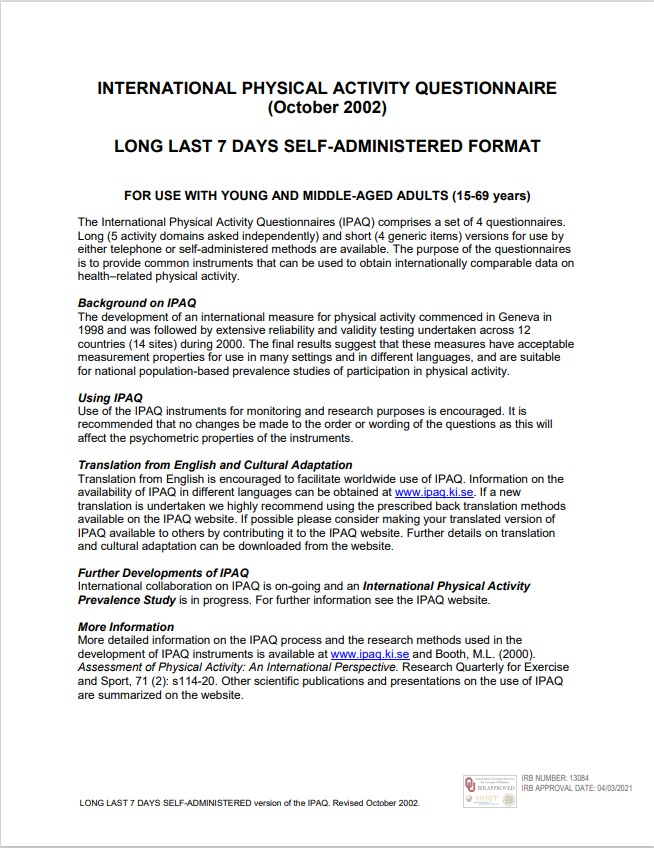 INTERNATIONAL PHYSICAL ACTIVITY QUESTIONNAIRE
(October 2002)
LONG LAST 7 DAYS SELF-ADMINISTERED FORMAT
FOR USE WITH YOUNG AND MIDDLE-AGED ADULTS (15-69 years)
The International Physical Activity Questionnaires (IPAQ) comprises a set of 4 questionnaires.
Long (5 activity domains asked independently) and short (4 generic items) versions for use by
either telephone or self-administered methods are available. The purpose of the questionnaires
is to provide common instruments that can be used to obtain internationally comparable data on
health–related physical activity.
Background on IPAQ
The development of an international measure for physical activity commenced in Geneva in
1998 and was followed by extensive reliability and validity testing undertaken across 12
countries (14 sites) during 2000. The final results suggest that these measures have acceptable
measurement properties for use in many settings and in different languages, and are suitable
for national population-based prevalence studies of participation in physical activity.
Using IPAQ
Use of the IPAQ instruments for monitoring and research purposes is encouraged. It is
recommended that no changes be made to the order or wording of the questions as this will
affect the psychometric properties of the instruments.
Translation from English and Cultural Adaptation
Translation from English is encouraged to facilitate worldwide use of IPAQ. Information on the
availability of IPAQ in different languages can be obtained at www.ipaq.ki.se. If a new
translation is undertaken we highly recommend using the prescribed back translation methods
available on the IPAQ website. If possible please consider making your translated version of
IPAQ available to others by contributing it to the IPAQ website. Further details on translation
and cultural adaptation can be downloaded from the website.
Further Developments of IPAQ
International collaboration on IPAQ is on-going and an International Physical Activity
Prevalence Study is in progress. For further information see the IPAQ website.
More Information
More detailed information on the IPAQ process and the research methods used in the
development of IPAQ instruments is available at www.ipaq.ki.se and Booth, M.L. (2000).
Assessment of Physical Activity: An International Perspective. Research Quarterly for Exercise
and Sport, 71 (2): s114-20. Other scientific publications and presentations on the use of IPAQ
are summarized on the website.
LONG LAST 7 DAYS SELF-ADMINISTERED version of the IPAQ. Revised October 2002.
IRB APPROVED
IRB NUMBER: 13084
IRB APPROVAL DATE: 04/03/2021